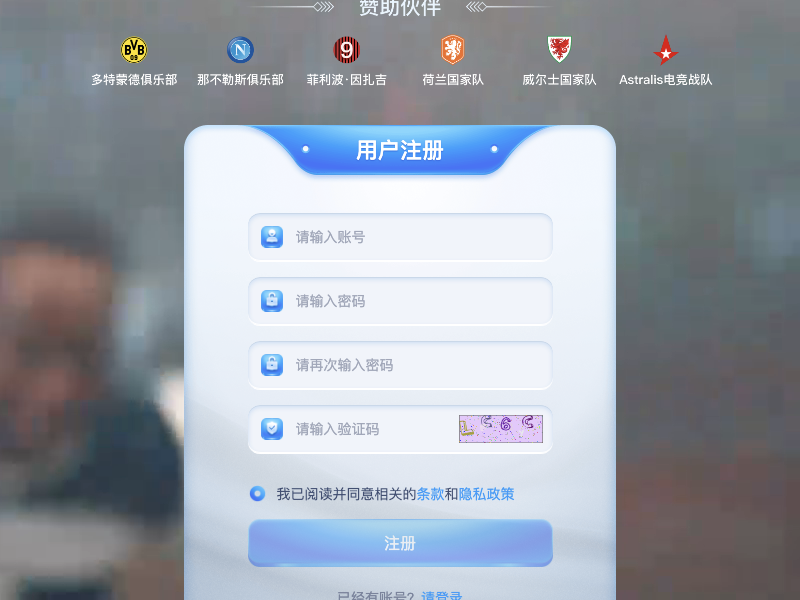 赞助伙伴
BVB
09
N
9
多特蒙德俱乐部
那不勒斯俱乐部
菲利波·因扎吉
荷兰国家队
威尔士国家队
Astralis电竞战队
用户注册
请输入账号
请输入密码
请再次输入密码
请输入验证码
我已阅读并同意相关的条款和隐私政策
注册
已经有账号? 请登录